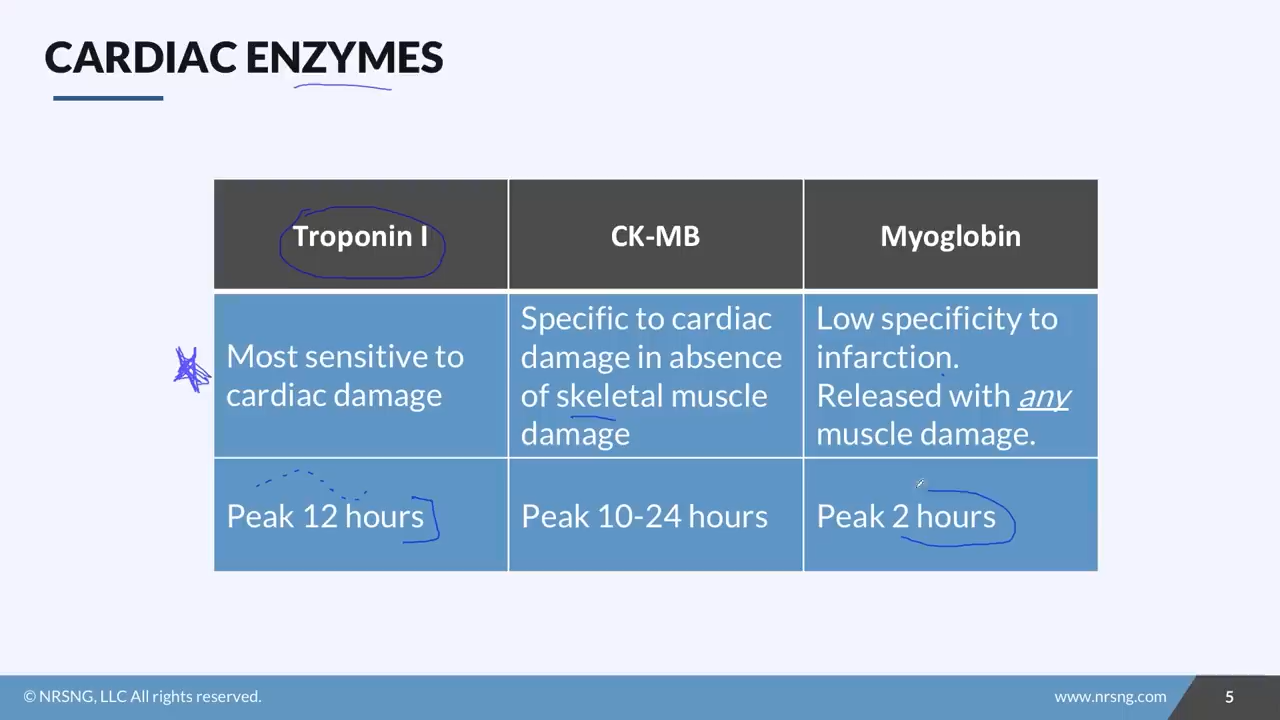 CARDIAC ENZYMES
Troponin I
CK-MB
Myoglobin
Most sensitive to
cardiac damage
Specific to cardiac
damage in absence
of skeletal muscle
damage
Low specificity to
infarction.
Released with any
muscle damage.
Peak 12 hours
Peak 10-24 hours
Peak 2 hours
© NRSNG, LLC All rights reserved.
www.nrsng.com
5